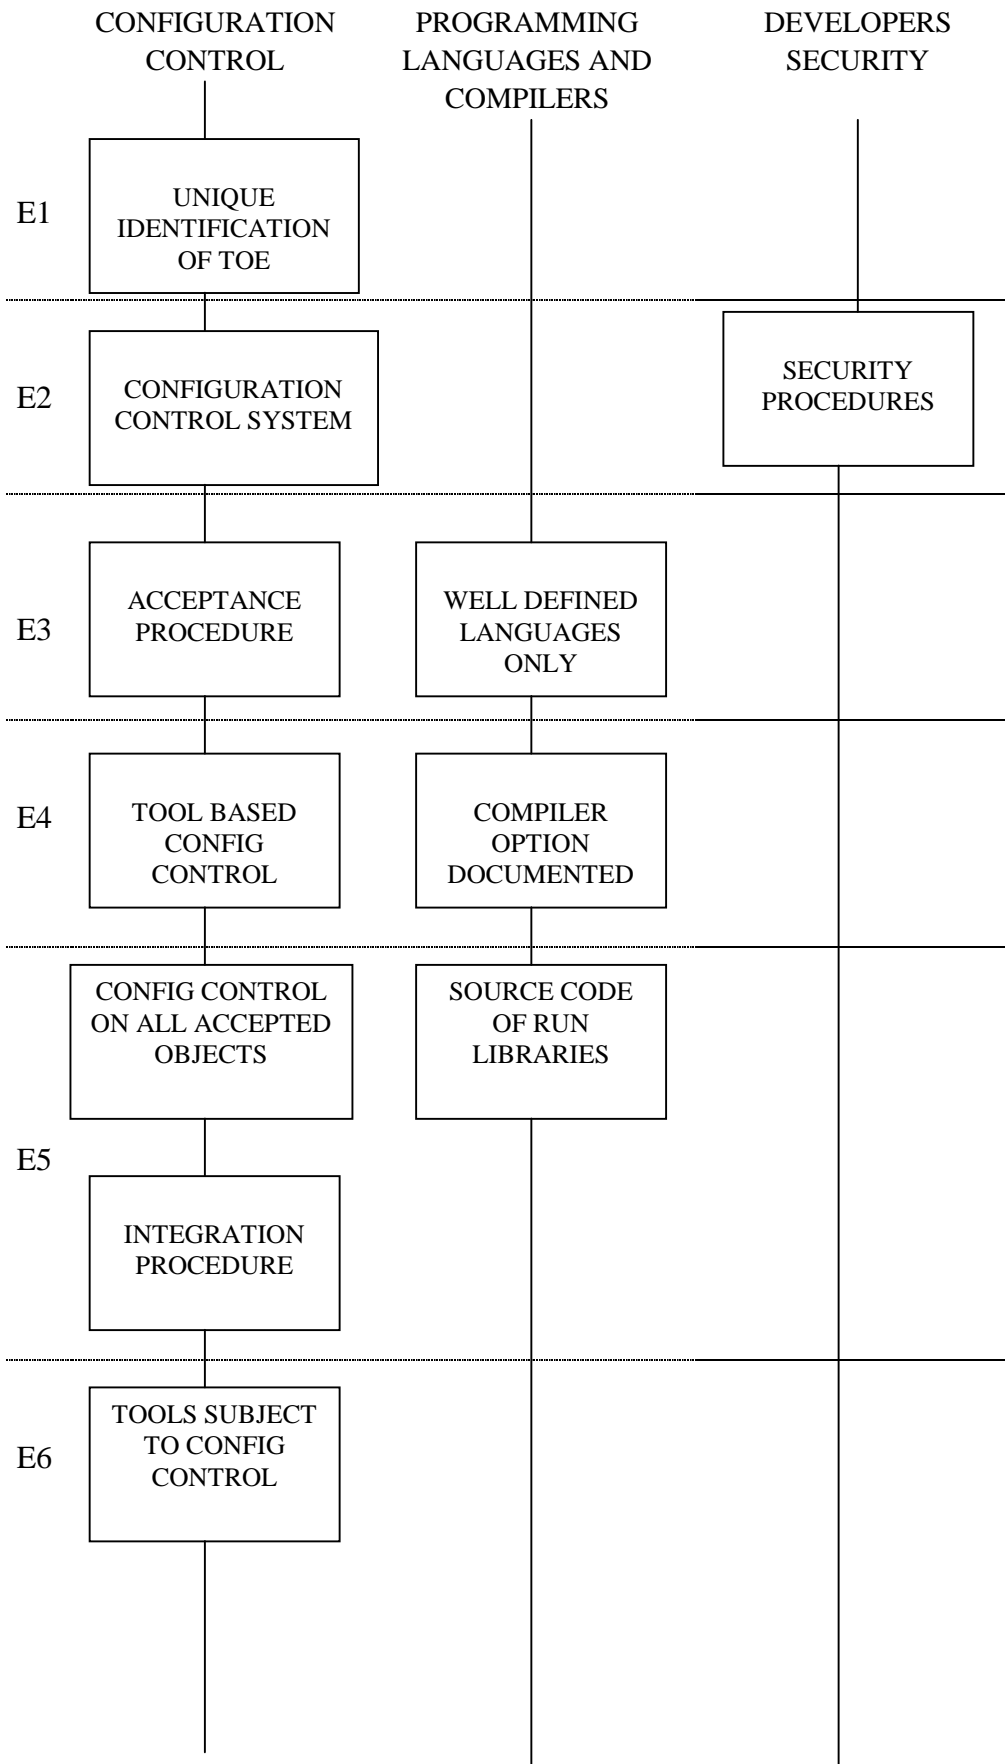 CONFIGURATION
CONTROL
PROGRAMMING
LANGUAGES AND
COMPILERS
DEVELOPERS
SECURITY
E1
UNIQUE
IDENTIFICATION
OF TOE
E2
CONFIGURATION
CONTROL SYSTEM
SECURITY
PROCEDURES
E3
ACCEPTANCE
PROCEDURE
WELL DEFINED
LANGUAGES
ONLY
E4
TOOL BASED
CONFIG
CONTROL
COMPILER
OPTION
DOCUMENTED
E5
CONFIG CONTROL
ON ALL ACCEPTED
OBJECTS
SOURCE CODE
OF RUN
LIBRARIES
INTEGRATION
PROCEDURE
E6
TOOLS SUBJECT
TO CONFIG
CONTROL